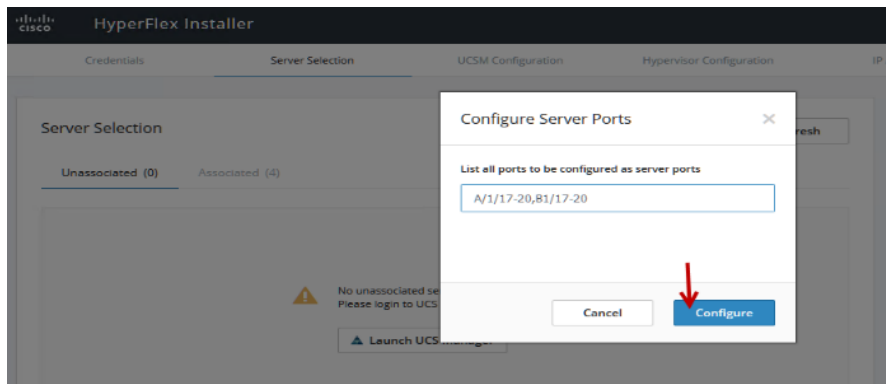 cisco
HyperFlex Installer
Credentials
Server Selection
UCSM Configuration
Hypervisor Configuration
IP
Server Selection
Unassociated (0)
Associated (4)
Configure Server Ports
resh
List all ports to be configured as server ports
A/1/17-20,B1/17-20
No unassociated se
Please login to UCS
Launch UCS Manager
Cancel
Configure